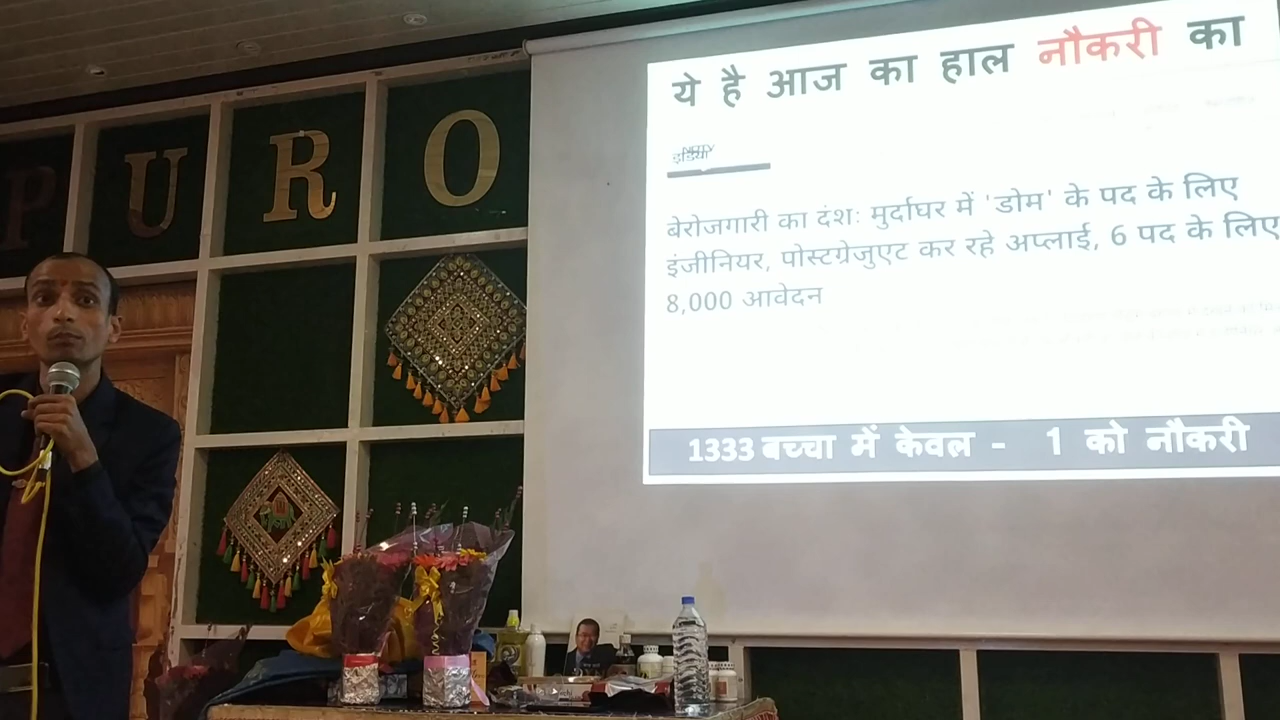 PURO
ये है आज का हाल नौकरी का
इंडिया
बेरोजगारी का दंश: मुर्दाघर में 'डोम' के पद के लिए
इंजीनियर, पोस्टग्रेजुएट कर रहे अप्लाई, 6 पद के लिए
8,000 आवेदन
1333 बच्चा में केवल - 1 को नौकरी